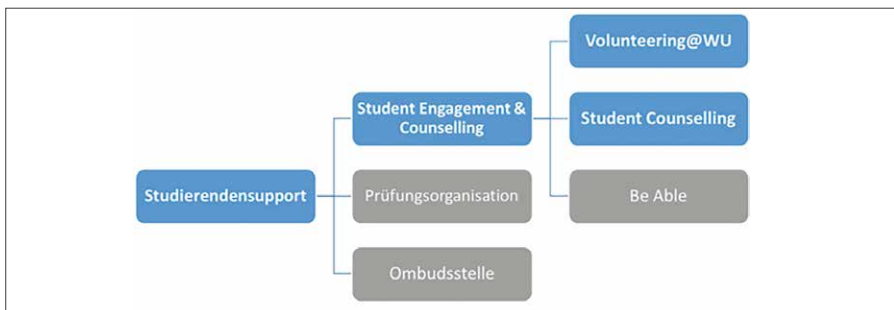 Volunteering@WU
Student Engagement &
Counselling
Student Counselling
Studierendensupport
Prüfungsorganisation
Be Able
Ombudsstelle